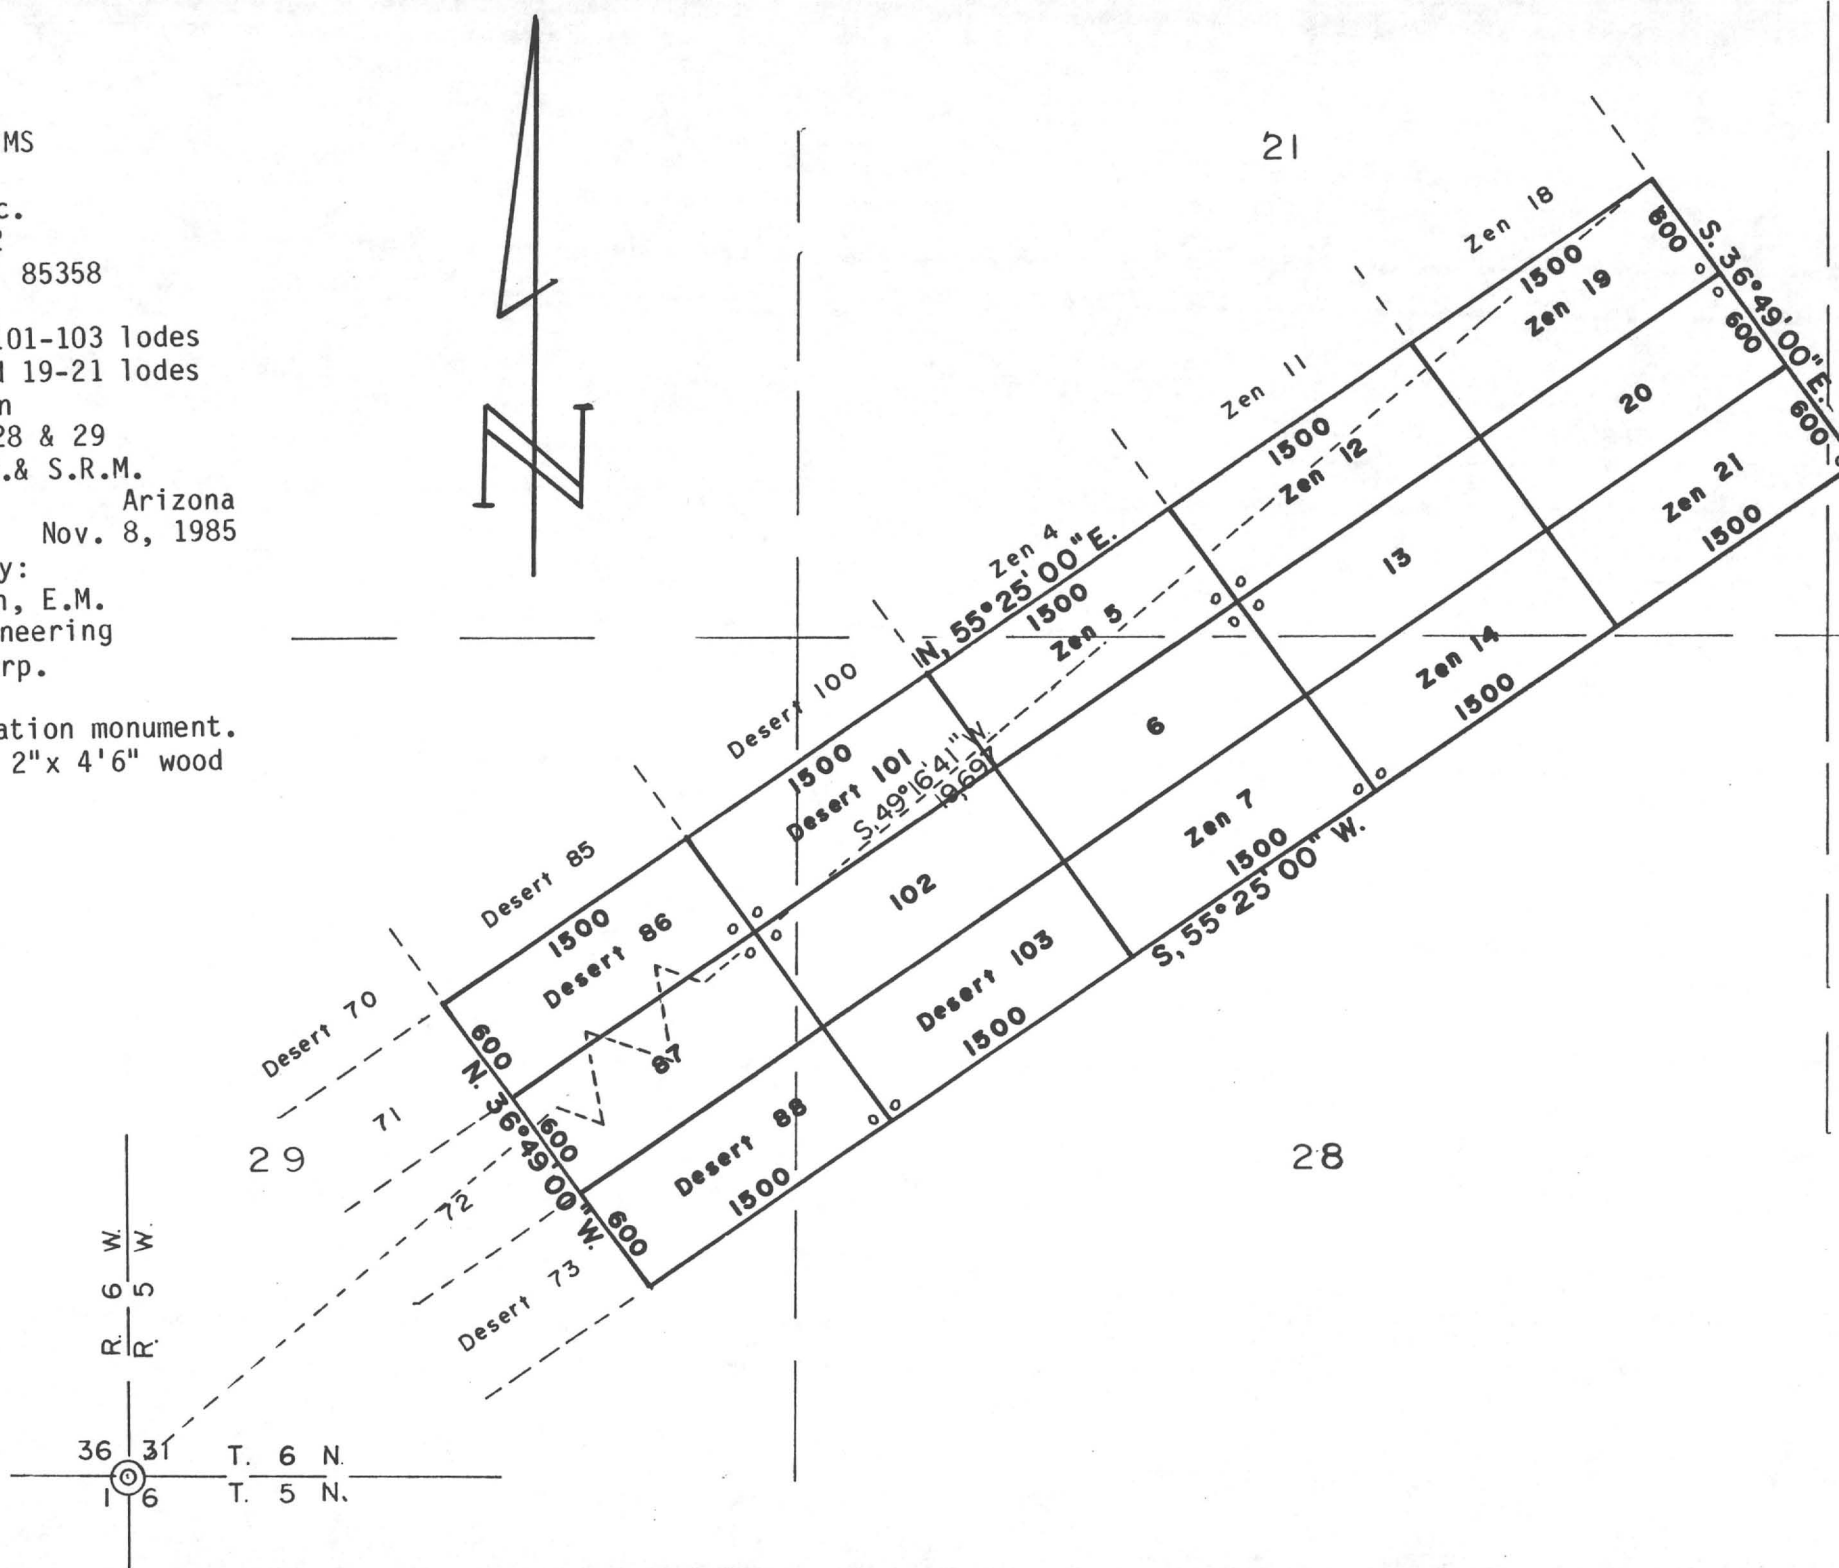 MS
c.
85358
101-103 lodes
19-21 lodes
28 & 29
.& S.R.M.
Arizona
Nov. 8, 1985
y:
, E.M.
neering
rp.
ation monument.
2"x 4'6" wood
N
21
Zen 18
1500
Zen 19
600
S. 36°49'00"E.
600
20
600
Zen 11
1500
Zen 12
Zen 21
1500
Zen 4
N, 55°25'00"E.
1500
Zen 5
13
Zen 14
1500
Desert 100
1500
Desert 101
S. 49°16'41"W.
6
Zen 7
1500
S, 55°25'00"W.
Desert 85
1500
Desert 86
102
Desert 103
1500
Desert 70
600
87
N. 36°49'00"W.
71
600
Desert 88
1500
29
28
72
600
Desert 73
R. 6 W.
R. 5 W.
36 31
T. 6 N.
1 6
T. 5 N.